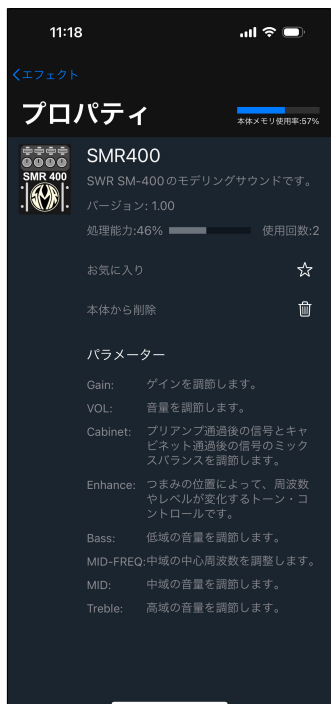 11:18
エフェクト
プロパティ
本体メモリ使用率:57%
SMR 400
SMR400
SWR SM-400のモデリングサウンドです。
バージョン: 1.00
処理能力:46%
使用回数:2
お気に入り
本体から削除
パラメーター
Gain: ゲインを調節します。
VOL: 音量を調節します。
Cabinet: プリアンプ通過後の信号とキャ
ビネット通過後の信号のミック
スバランスを調節します。
Enhance: つまみの位置によって、周波数
やレベルが変化するトーン・コ
ントロールです。
Bass: 低域の音量を調節します。
MID-FREQ:中域の中心周波数を調整します。
MID: 中域の音量を調節します。
Treble: 高域の音量を調節します。